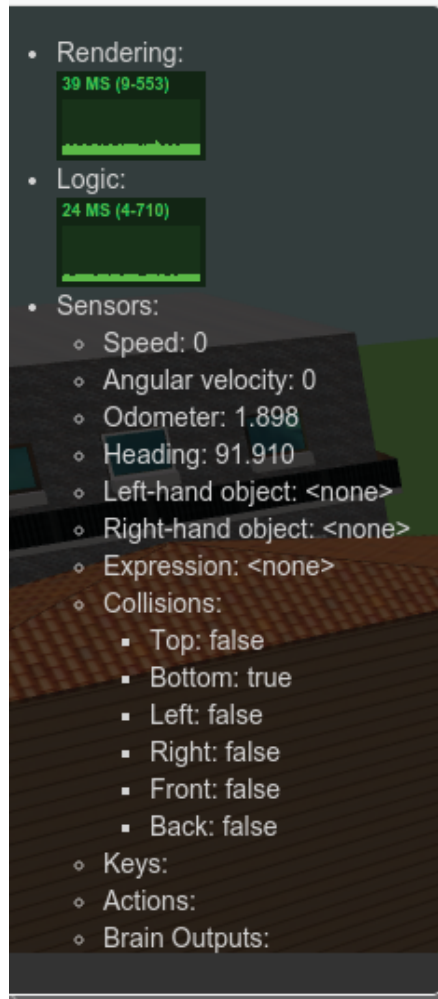 Rendering:
39 MS (9-553)
Logic:
24 MS (4-710)
Sensors:
Speed: 0
Angular velocity: 0
Odometer: 1.898
Heading: 91.910
Left-hand object: <none>
Right-hand object: <none>
Expression: <none>
Collisions:
Top: false
Bottom: true
Left: false
Right: false
Front: false
Back: false
Keys:
Actions:
Brain Outputs: